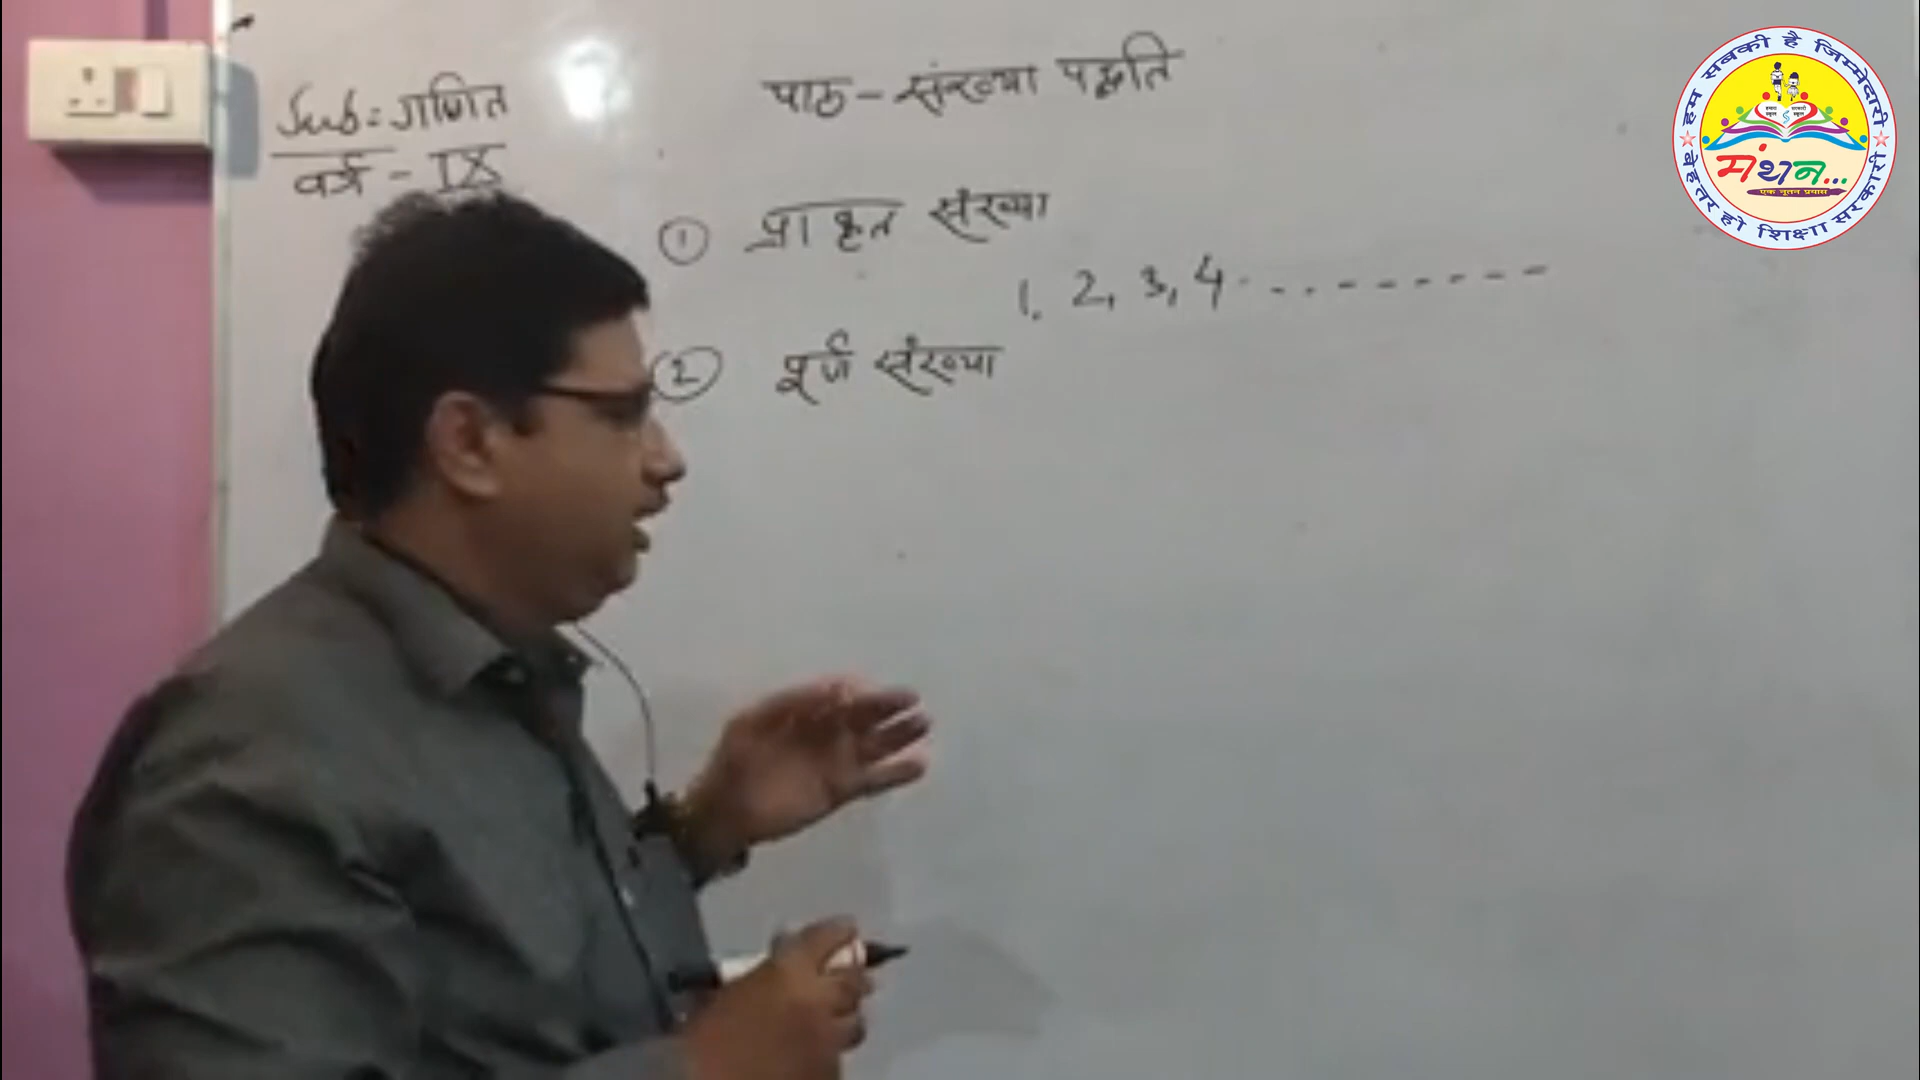 Sub:- गणित
वर्ग - IX
पाठ - संख्या पद्धति
① प्राकृत संख्या
1, 2, 3, 4 - - - - - - - - -
② पूर्ण संख्या
हम सबकी है जिम्मेदारी
मंथन...
एक नूतन प्रयास
बेहतर हो शिक्षा सरकारी